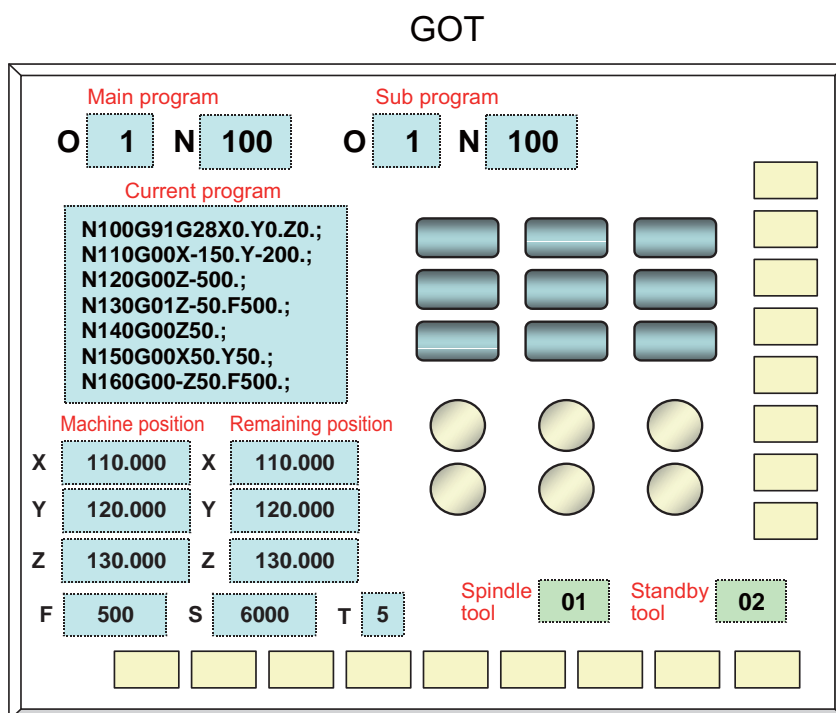 GOT
Main program
Sub program
O 1 N 100 O 1 N 100
Current program
N100G91G28X0.Y0.Z0.;
N110G00X-150.Y-200.;
N120G00Z-500.;
N130G01Z-50.F500.;
N140G00Z50.;
N150G00X50.Y50.;
N160G00-Z50.F500.;
Machine position Remaining position
X 110.000 X 110.000
Y 120.000 Y 120.000
Z 130.000 Z 130.000
F 500 S 6000 T 5
Spindle
tool
01
Standby
tool
02